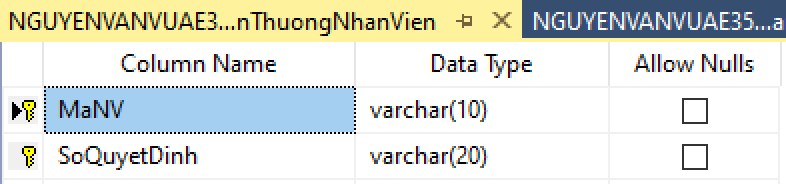 NGUYENVANVUAE3...nThuongNhanVien NGUYENVANVUAE35...a
Column Name Data Type Allow Nulls
MaNV varchar(10)
SoQuyetDinh varchar(20)